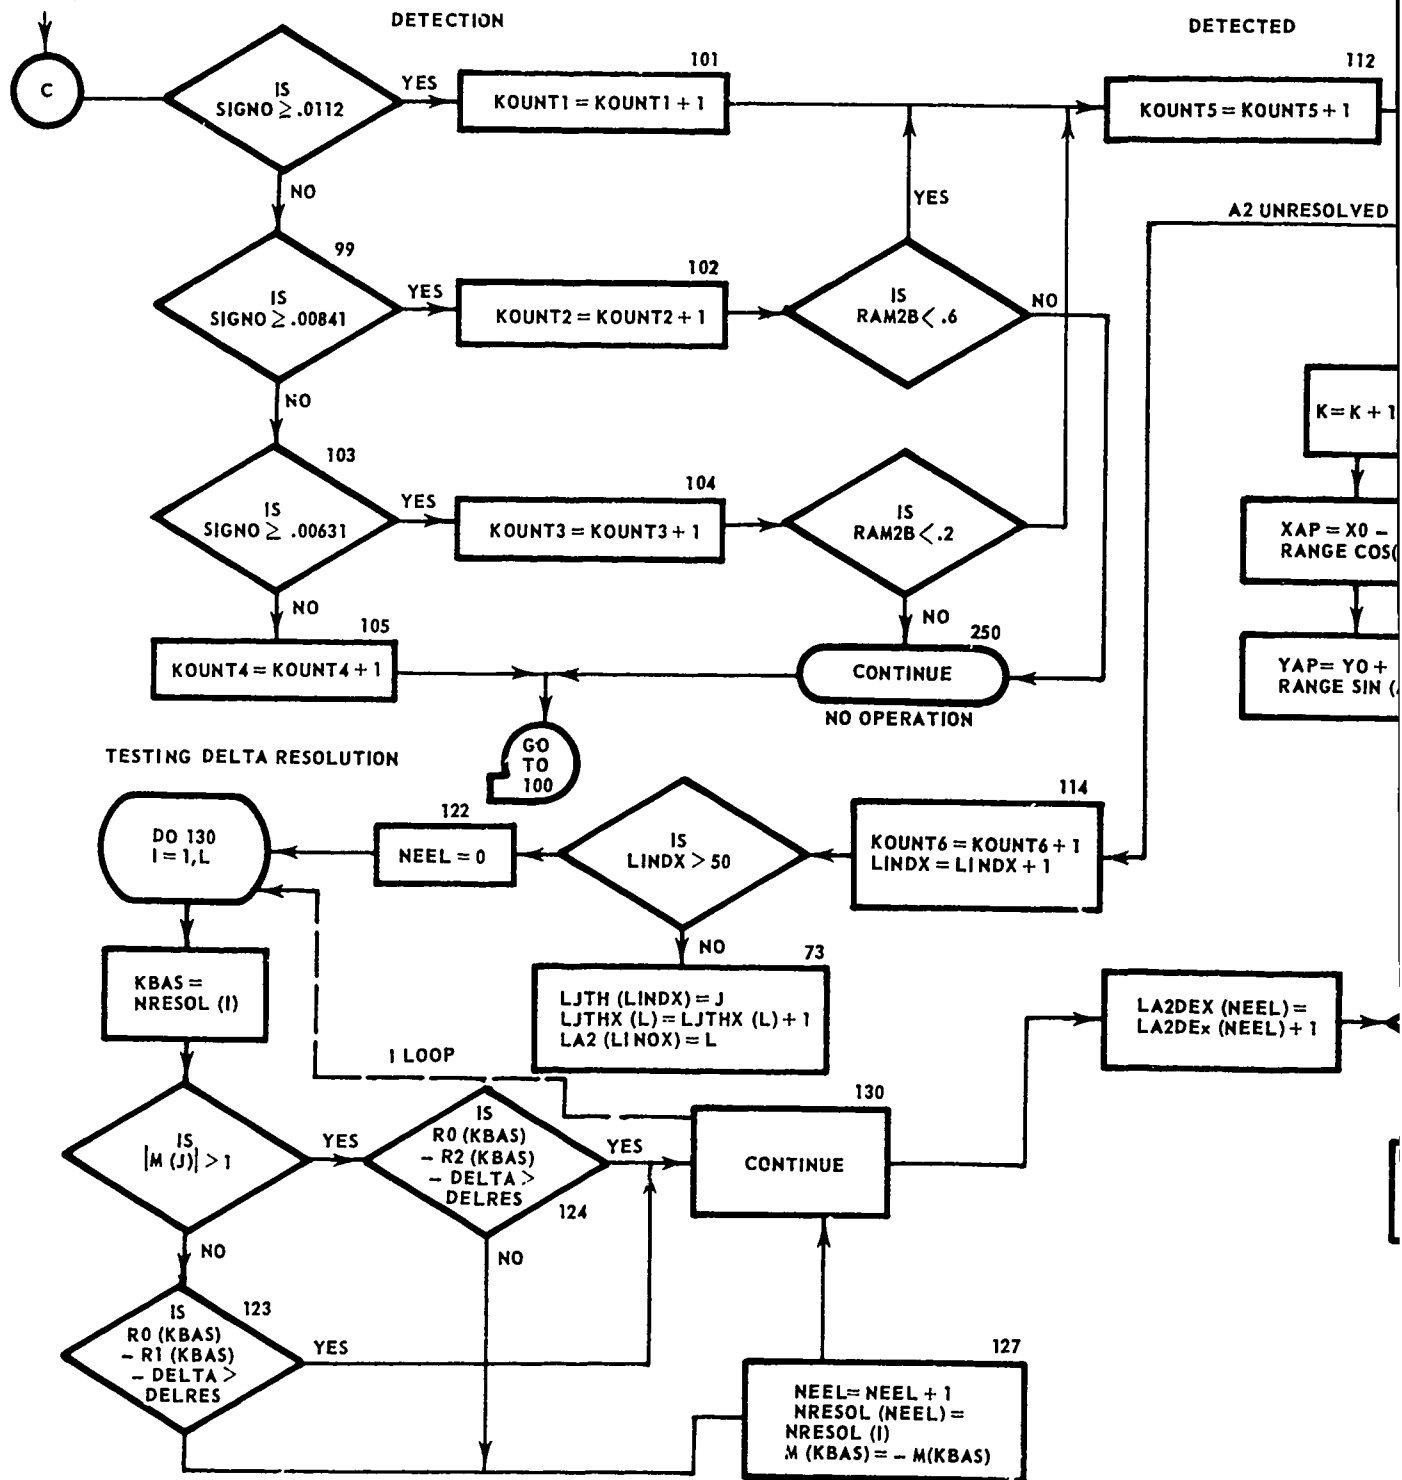 DETECTION
DETECTED
C
IS
SIGNO ≥ .0112
YES
101
KOUNT1 = KOUNT1 + 1
112
KOUNT5 = KOUNT5 + 1
NO
YES
A2 UNRESOLVED
99
IS
SIGNO ≥ .00841
YES
102
KOUNT2 = KOUNT2 + 1
IS
RAM2B < .6
NO
NO
K = K + 1
103
IS
SIGNO ≥ .00631
YES
104
KOUNT3 = KOUNT3 + 1
IS
RAM2B < .2
XAP = X0 –
RANGE COS(
NO
NO
105
KOUNT4 = KOUNT4 + 1
250
CONTINUE
NO OPERATION
YAP = Y0 +
RANGE SIN (
GO
TO
100
TESTING DELTA RESOLUTION
DO 130
I = 1, L
122
NEEL = 0
IS
LINDX > 50
114
KOUNT6 = KOUNT6 + 1
LINDX = LINDX + 1
NO
KBAS =
NRESOL (I)
73
LJTH (LINDX) = J
LJTHX (L) = LJTHX (L) + 1
LA2 (LINOX) = L
LA2DEX (NEEL) =
LA2DEx (NEEL) + 1
I LOOP
IS
|M (J)| > 1
YES
IS
R0 (KBAS)
– R2 (KBAS)
– DELTA >
DELRES
124
YES
130
CONTINUE
NO
NO
123
IS
R0 (KBAS)
– R1 (KBAS)
– DELTA >
DELRES
YES
127
NEEL = NEEL + 1
NRESOL (NEEL) =
NRESOL (I)
M (KBAS) = – M(KBAS)